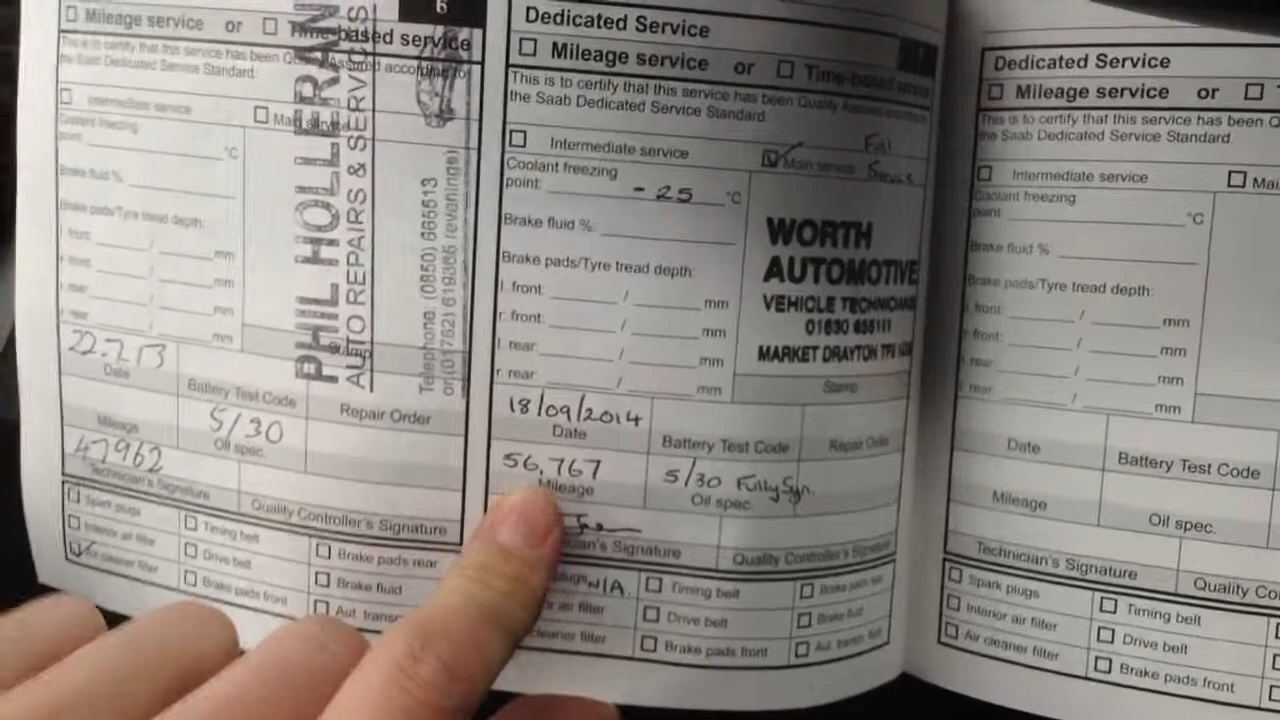 6
Mileage service or Time-based service
This is to certify that this service has been Quality Assured according to
the Saab Dedicated Service Standard.
Intermediate service Main service
Coolant freezing
point: °C
Brake fluid %
Brake pads/Tyre tread depth:
l. front: / mm
r. front: / mm
l. rear: / mm
r. rear: / mm
PHIL HOLL
AUTO REPAIRS & SERVICES
Telephone. (0850) 665513
or (01782) 619366 (evenings)
Stamp
22.7.13
Date
Battery Test Code
Repair Order
47962
Mileage
5/30
Oil spec.
Technician's Signature
Quality Controller's Signature
Spark plugs Timing belt Brake pads rear
Interior air filter Drive belt Brake fluid
Air cleaner filter Brake pads front Aut. trans
Dedicated Service
Mileage service or Time-based service
This is to certify that this service has been Quality Assured
the Saab Dedicated Service Standard.
Full
Intermediate service Main service Service
Coolant freezing
point: -25 °C
Brake fluid %:
Brake pads/Tyre tread depth:
l. front: / mm
r. front: / mm
l. rear: / mm
r. rear: / mm
WORTH
AUTOMOTIVE
VEHICLE TECHNICIANS
01630 655111
MARKET DRAYTON
Stamp
18/09/2014
Date
Battery Test Code
Repair Order
56,767
Mileage
5/30 Fully Syn.
Oil spec.
ian's Signature
Quality Controller's Signature
plugs N/A. Timing belt Brake pads rear
or air filter Drive belt Brake fluid
cleaner filter Brake pads front Aut. transm. fluid
Dedicated Service
Mileage service or
This is to certify that this service has been Q
the Saab Dedicated Service Standard.
Intermediate service Mai
Coolant freezing
point °C
Brake fluid %
Brake pads/Tyre tread depth:
l. front: / mm
r. front: / mm
l. rear / mm
r. rear / mm
Date
Battery Test Code
Mileage
Oil spec.
Technician's Signature
Quality Co
Spark plugs Timing belt
Interior air filter Drive belt
Air cleaner filter Brake pads front